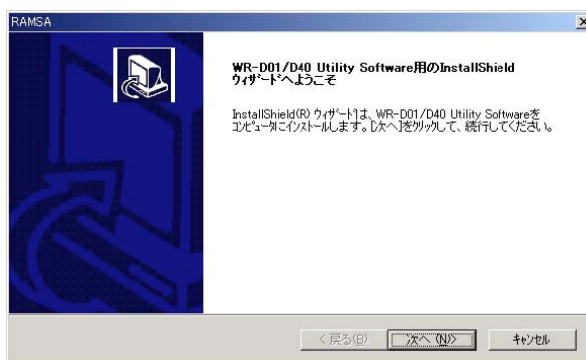 RAMSA
WR-D01/D40 Utility Software用のInstallShield
ウィザードへようこそ
InstallShield(R) ウィザードは、WR-D01/D40 Utility Softwareを
コンピュータにインストールします。[次へ]をクリックして、続行してください。
< 戻る(B)
次へ (N)>
キャンセル